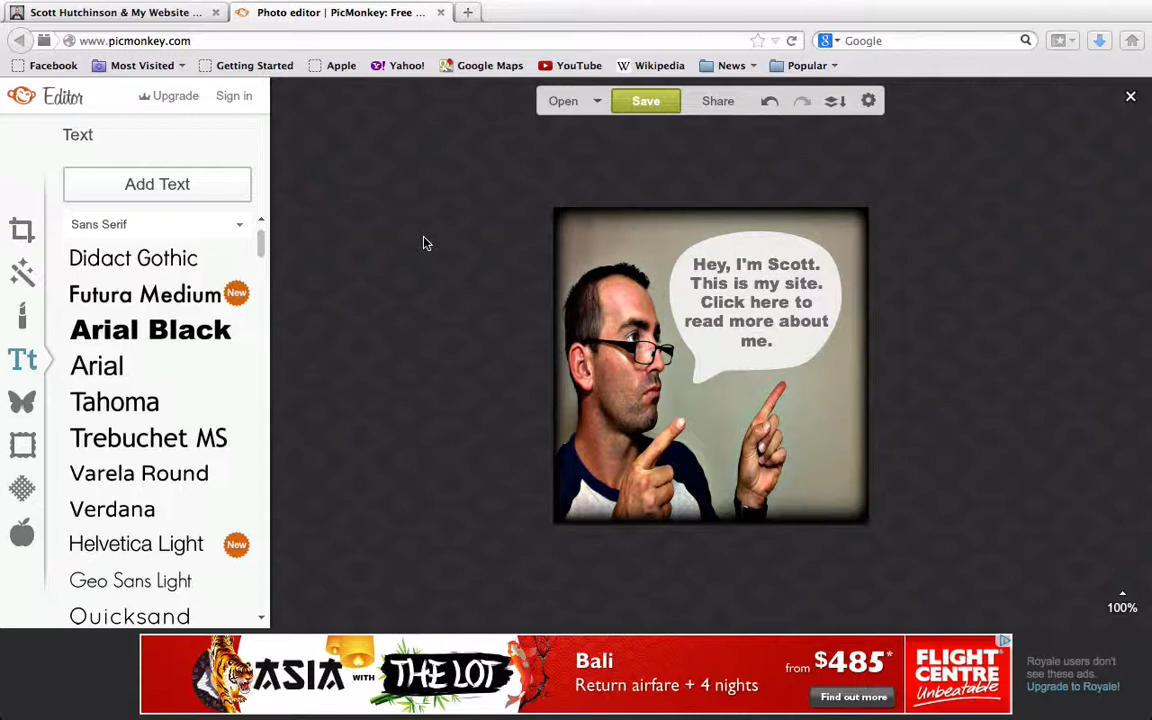 Scott Hutchinson & My Website ...
Photo editor | PicMonkey: Free ...
www.picmonkey.com
Google
Facebook
Most Visited
Getting Started
Apple
Yahoo!
Google Maps
YouTube
Wikipedia
News
Popular
Editor
Upgrade
Sign in
Open
Save
Share
Text
Add Text
Sans Serif
Didact Gothic
Futura Medium New
Arial Black
Arial
Tahoma
Trebuchet MS
Varela Round
Verdana
Helvetica Light New
Geo Sans Light
Quicksand
Tt
Hey, I'm Scott.
This is my site.
Click here to
read more about
me.
100%
ASIA WITH THE LOT
Bali
Return airfare + 4 nights
from $485*
Find out more
FLIGHT
CENTRE
Unbeatable
Royale users don't
see these ads.
Upgrade to Royale!